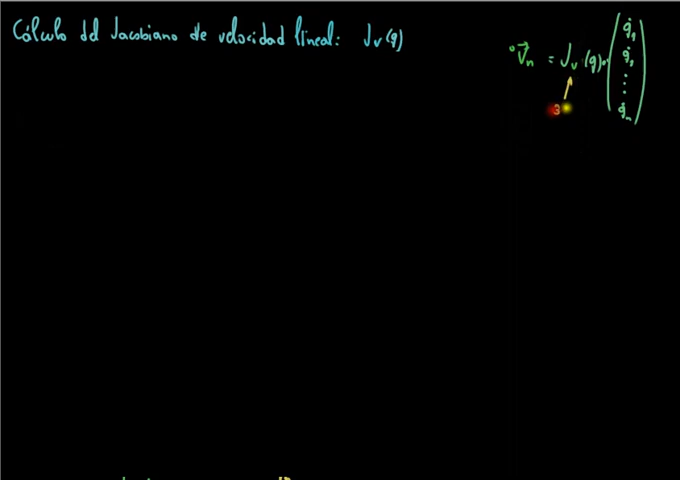 Cálculo del Jacobiano de velocidad lineal: Jv(q)
⁰V⃗n = Jv(q)·
q̇1
q̇2
⋮
q̇n
3